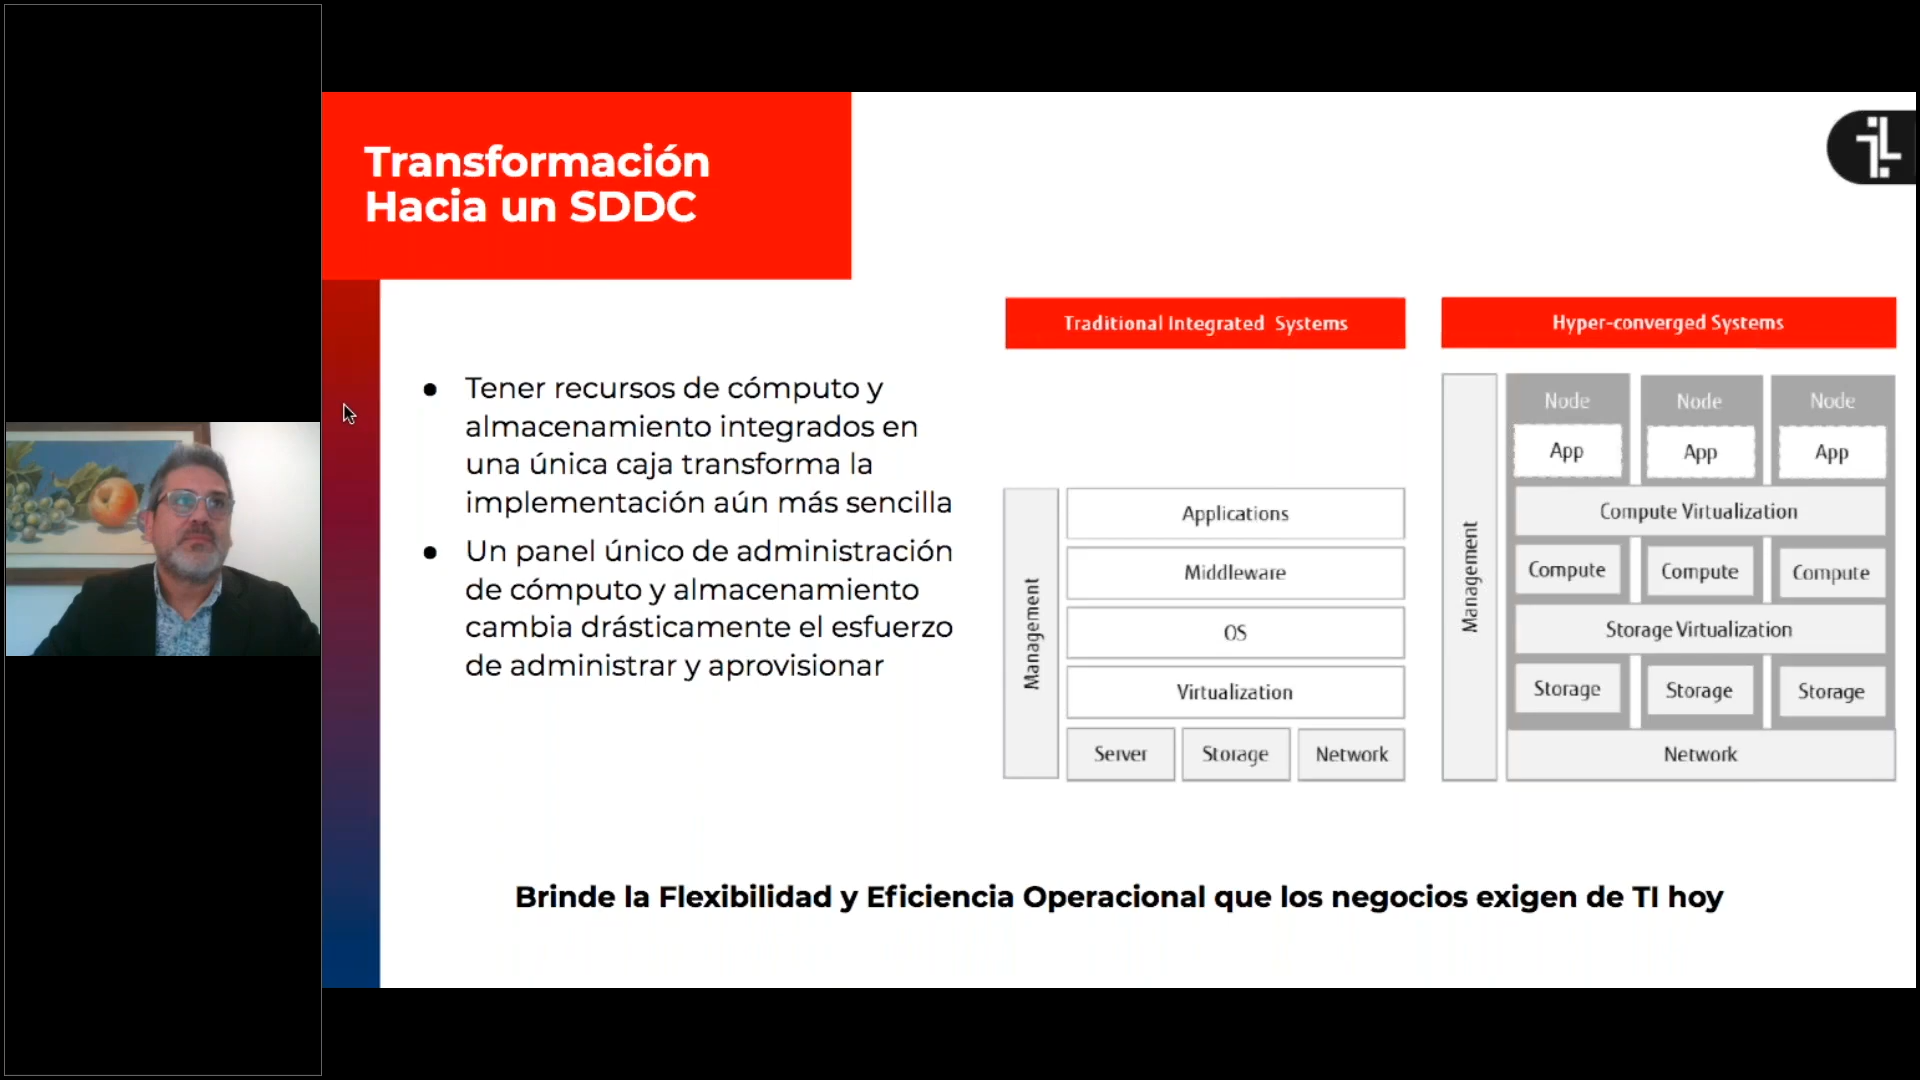 Transformación
Hacia un SDDC
Tener recursos de cómputo y
almacenamiento integrados en
una única caja transforma la
implementación aún más sencilla
Un panel único de administración
de cómputo y almacenamiento
cambia drásticamente el esfuerzo
de administrar y aprovisionar
Traditional Integrated Systems
Management
Applications
Middleware
OS
Virtualization
Server Storage Network
Hyper-converged Systems
Management
Node Node Node
App App App
Compute Virtualization
Compute Compute Compute
Storage Virtualization
Storage Storage Storage
Network
Brinde la Flexibilidad y Eficiencia Operacional que los negocios exigen de TI hoy